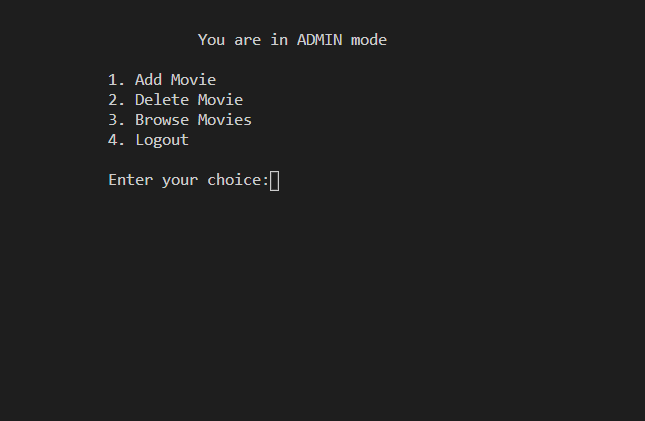 You are in ADMIN mode
1. Add Movie
2. Delete Movie
3. Browse Movies
4. Logout
Enter your choice: